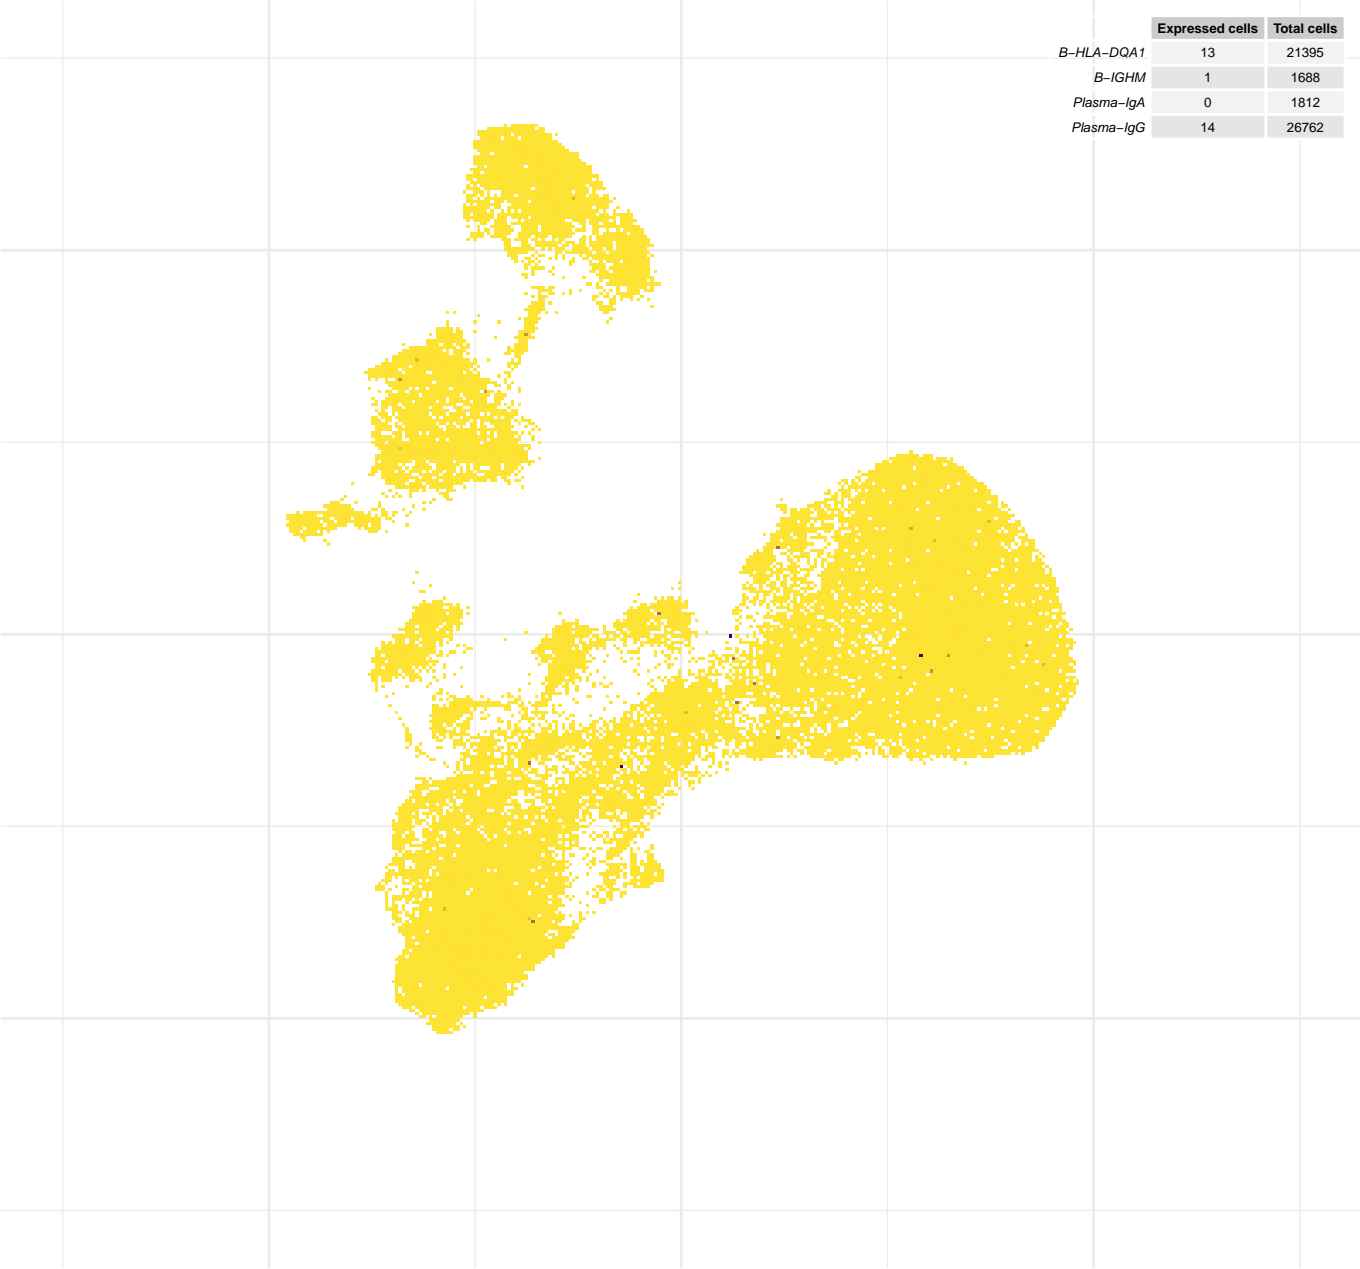 Expressed cells Total cells
B−HLA−DQA1 13 21395
B−IGHM 1 1688
Plasma−IgA 0 1812
Plasma−IgG 14 26762